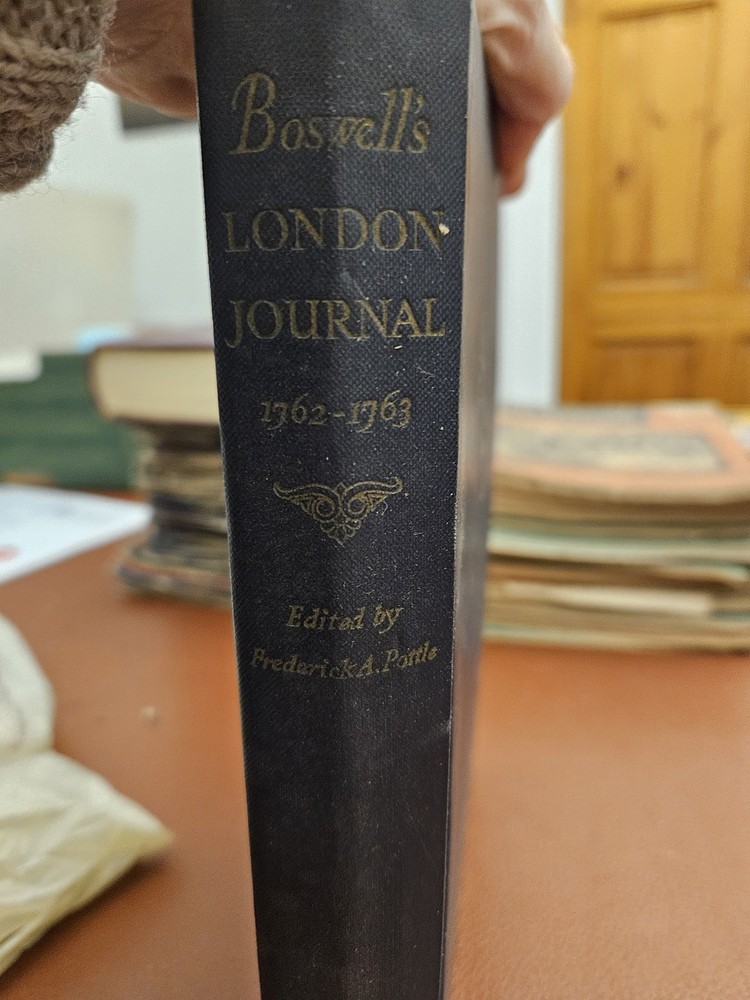 Boswell's
LONDON
JOURNAL
1762-1763
Edited by
Frederick A. Pottle